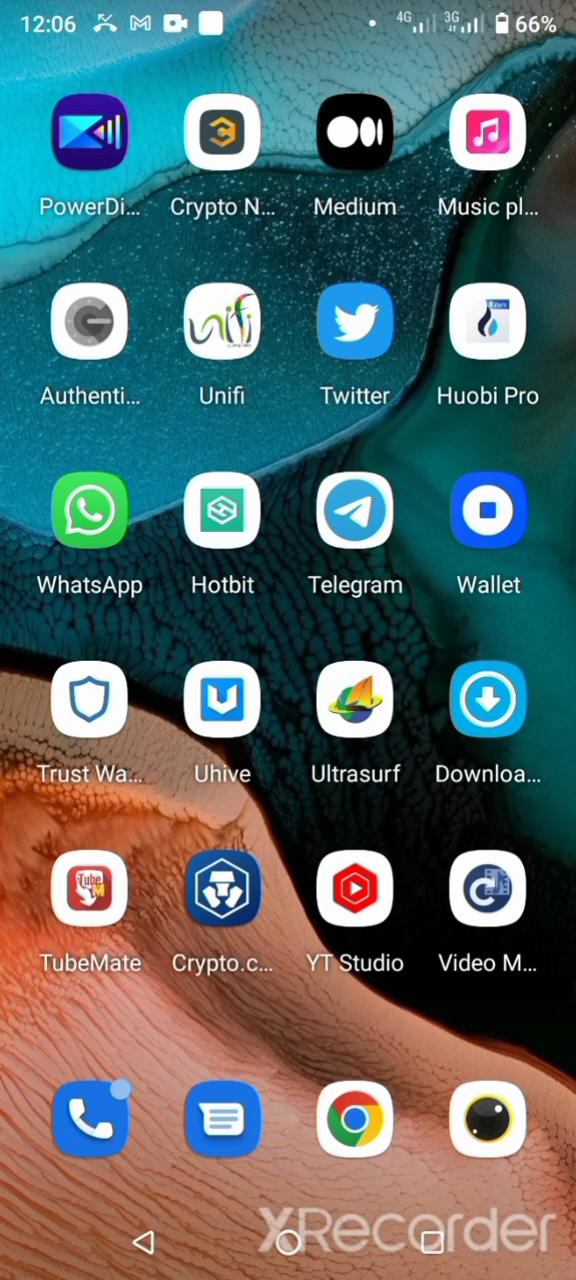 12:06 4G 3G 66%
PowerDi... Crypto N... Medium Music pl...
Authenti... Unifi Twitter Huobi Pro
WhatsApp Hotbit Telegram Wallet
Trust Wa... Uhive Ultrasurf Downloa...
Tube
TubeMate Crypto.c... YT Studio Video M...
XRecorder